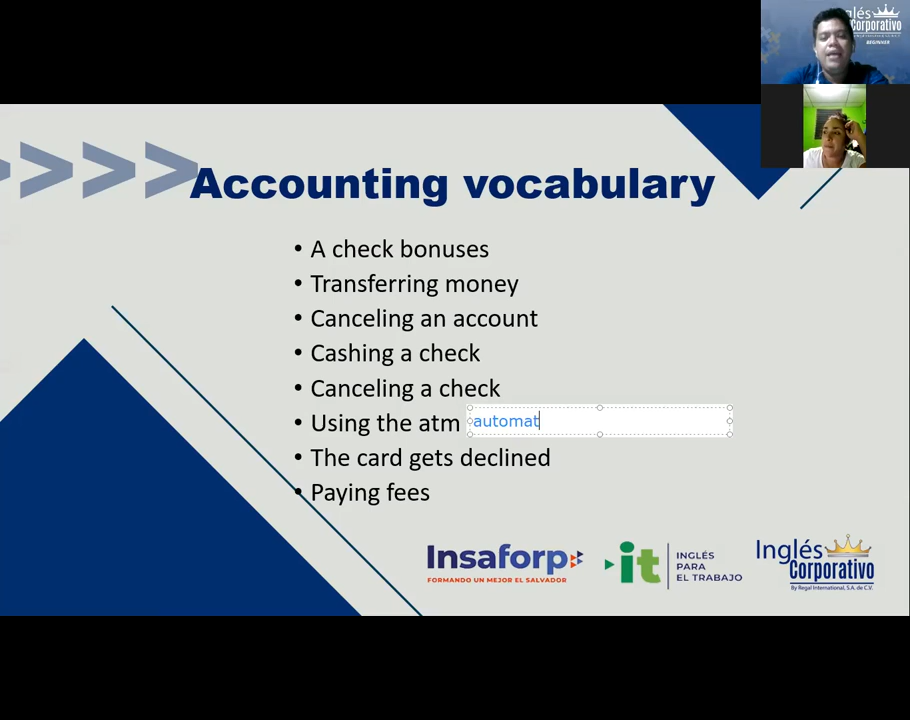 glés
Corporativo
BEGINNER
>>>>
Accounting vocabulary
• A check bonuses
• Transferring money
• Canceling an account
• Cashing a check
• Canceling a check
• Using the atm automat
• The card gets declined
• Paying fees
Insaforp
FORMANDO UN MEJOR EL SALVADOR
it
INGLÉS
PARA
EL TRABAJO
Inglés
Corporativo
By Regal International, S.A. de C.V.